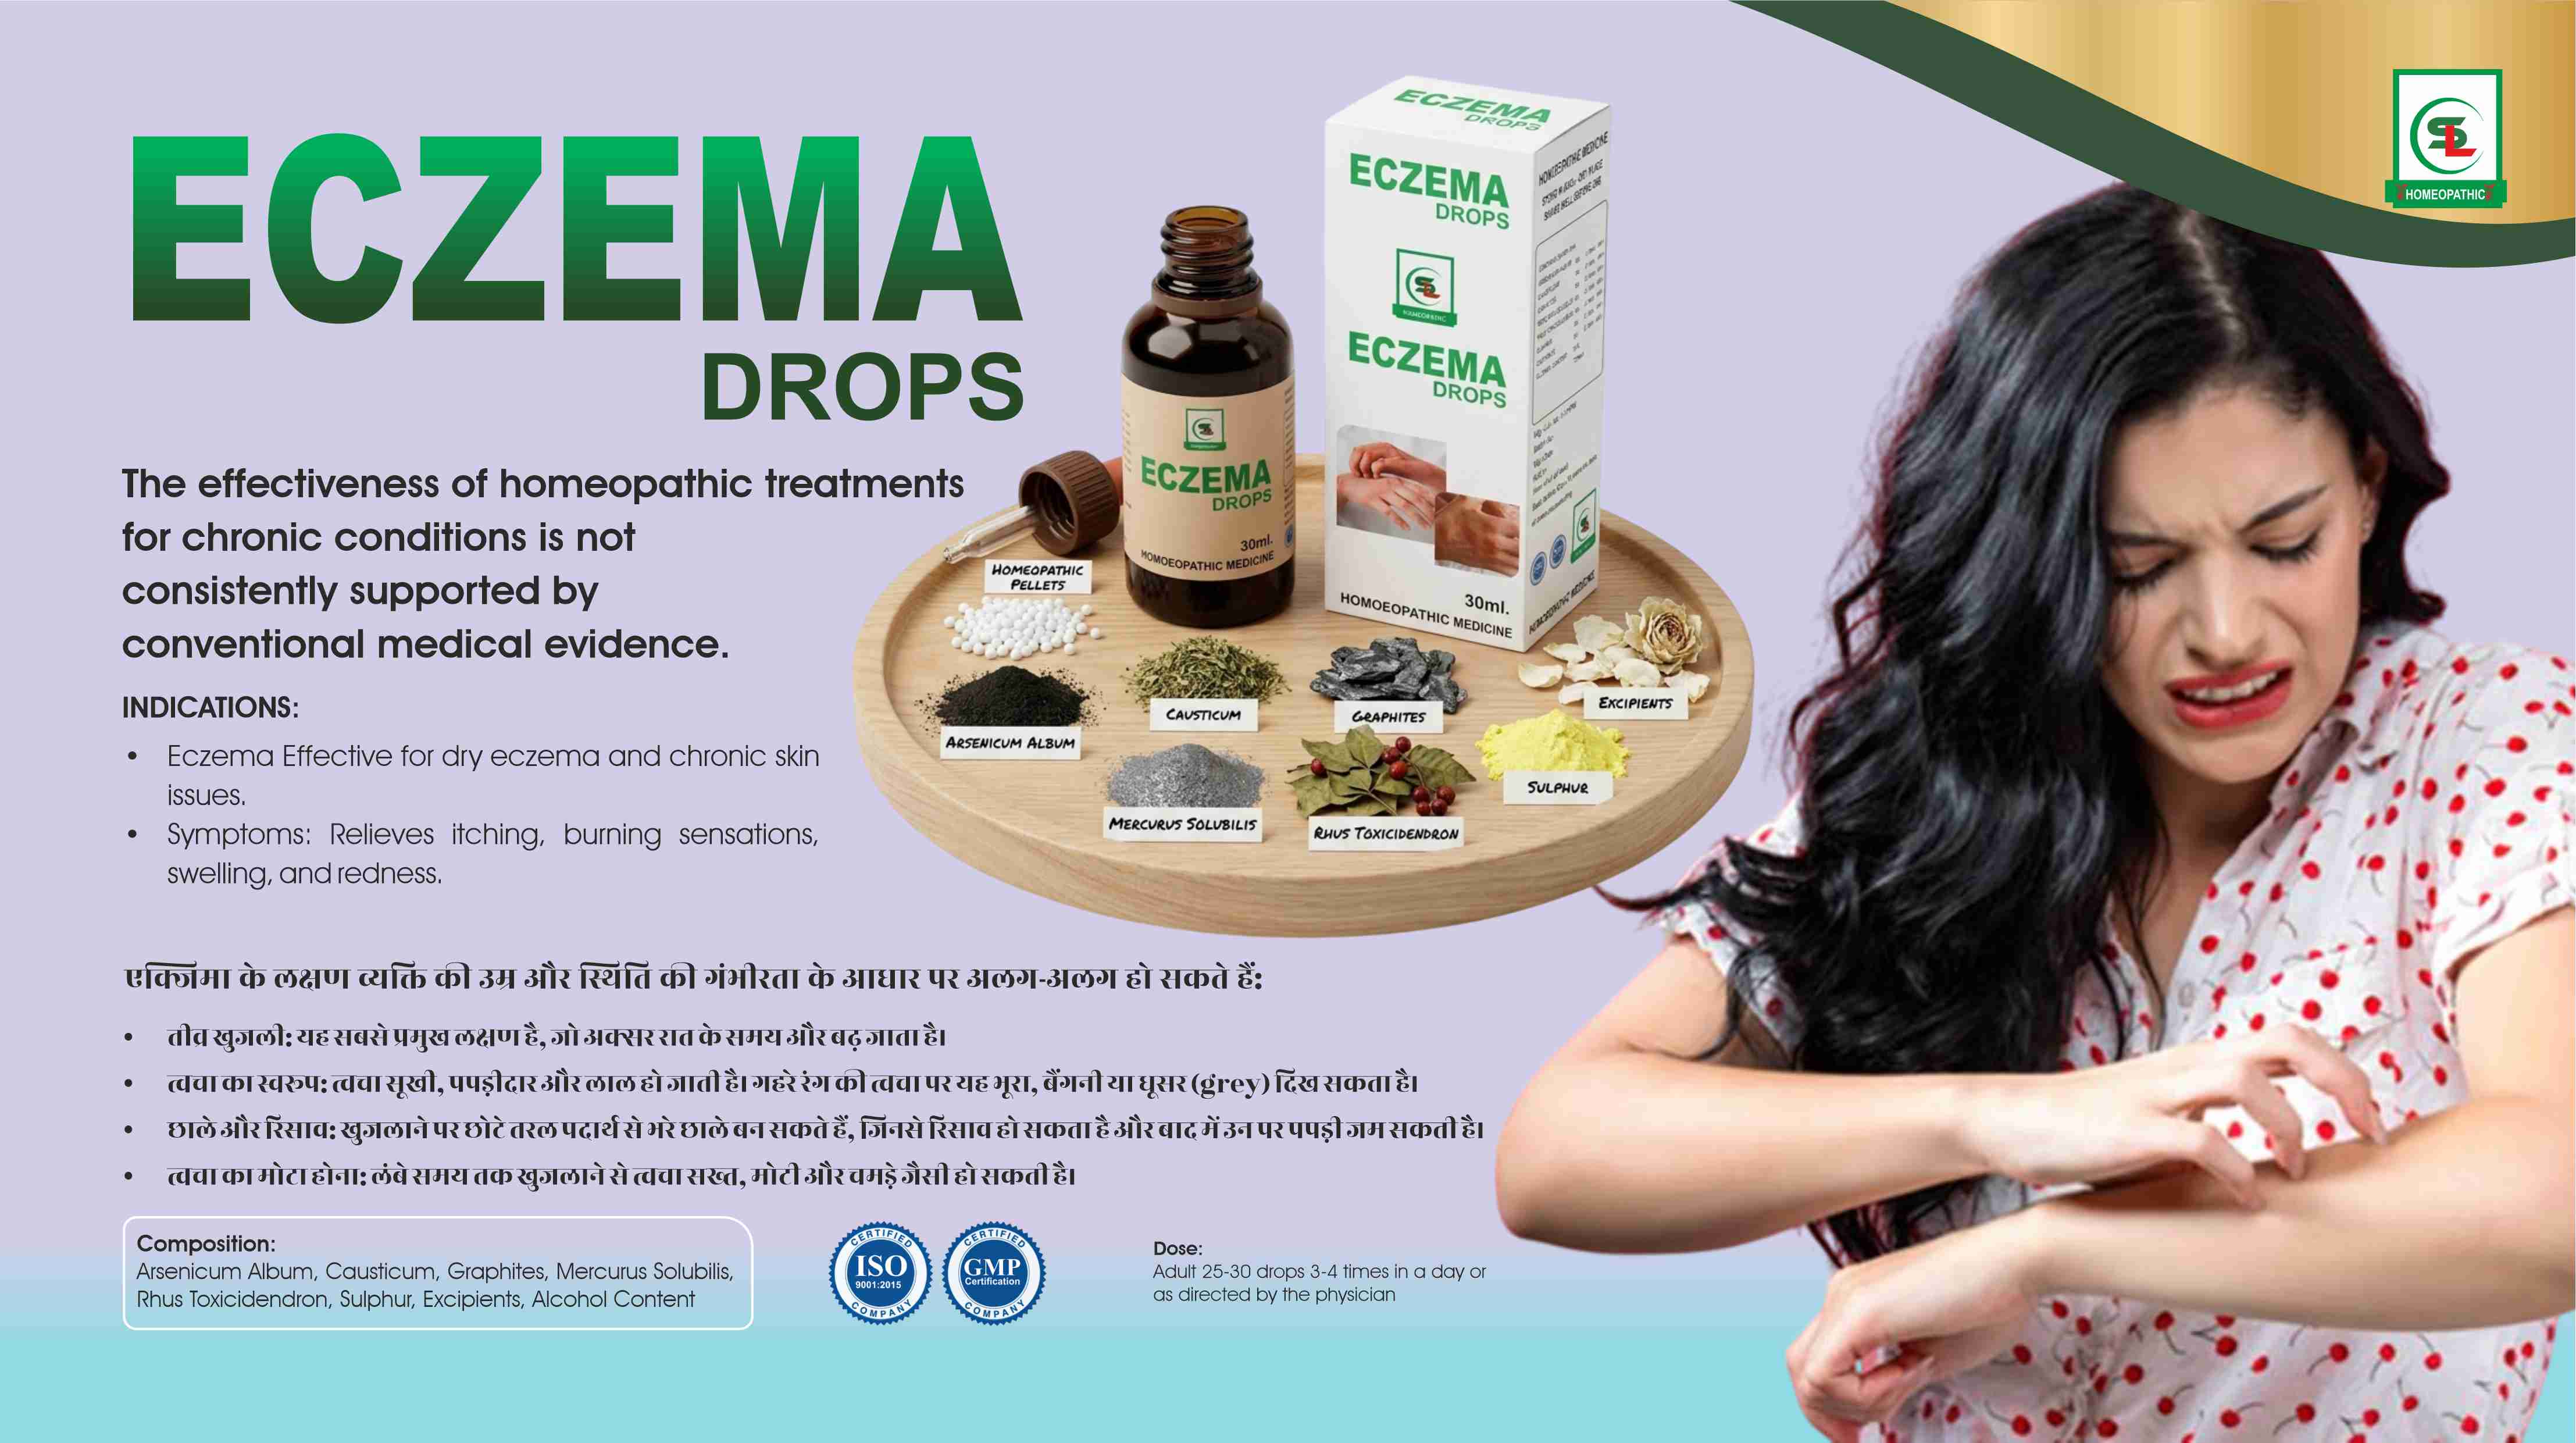 ECZEMA
DROPS
The effectiveness of homeopathic treatments
for chronic conditions is not
consistently supported by
conventional medical evidence.
INDICATIONS:
• Eczema Effective for dry eczema and chronic skin
issues.
• Symptoms: Relieves itching, burning sensations,
swelling, and redness.
ECZEMA
DROPS
HOMOEOPATHIC MEDICINE
ECZEMA
DROPS
SL
ECZEMA
DROPS
30ml.
HOMOEOPATHIC MEDICINE
SL
ECZEMA
DROPS
30ml.
HOMOEOPATHIC MEDICINE
SL
HOMEOPATHIC
HOMEOPATHIC
PELLETS
ARSENICUM ALBUM
CAUSTICUM
GRAPHITES
EXCIPIENTS
MERCURUS SOLUBILIS
RHUS TOXICIDENDRON
SULPHUR
एक्जिमा के लक्षण व्यक्ति की उम्र और स्थिति की गंभीरता के आधार पर अलग-अलग हो सकते हैं:
• तीव्र खुजली: यह सबसे प्रमुख लक्षण है, जो अक्सर रात के समय और बढ़ जाता है।
• त्वचा का स्वरूप: त्वचा सूखी, पपड़ीदार और लाल हो जाती है। गहरे रंग की त्वचा पर यह भूरा, बैंगनी या धूसर (grey) दिख सकता है।
• छाले और रिसाव: खुजलाने पर छोटे तरल पदार्थ से भरे छाले बन सकते हैं, जिनसे रिसाव हो सकता है और बाद में उन पर पपड़ी जम सकती है।
• त्वचा का मोटा होना: लंबे समय तक खुजलाने से त्वचा सख्त, मोटी और चमड़े जैसी हो सकती है।
Composition:
Arsenicum Album, Causticum, Graphites, Mercurus Solubilis,
Rhus Toxicidendron, Sulphur, Excipients, Alcohol Content
CERTIFIED
ISO
9001:2015
COMPANY
CERTIFIED
GMP
Certification
COMPANY
Dose:
Adult 25-30 drops 3-4 times in a day or
as directed by the physician